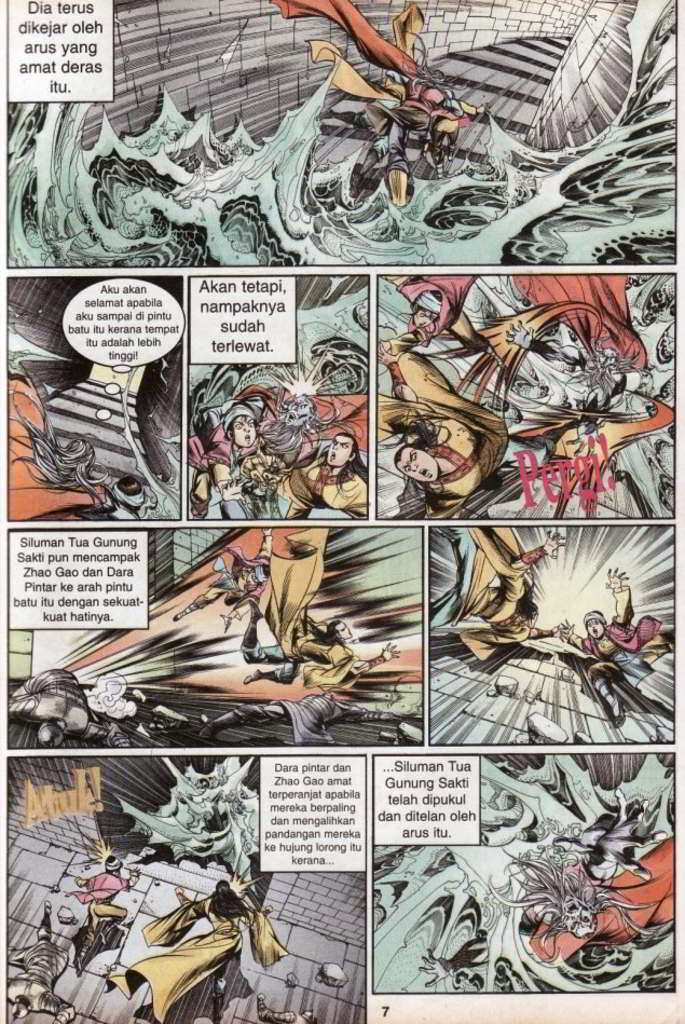 Dia terus
dikejar oleh
arus yang
amat deras
itu.
Aku akan
selamat apabila
aku sampai di pintu
batu itu kerana tempat
itu adalah lebih
tinggi!
Akan tetapi,
nampaknya
sudah
terlewat.
Pergi!
Siluman Tua Gunung
Sakti pun mencampak
Zhao Gao dan Dara
Pintar ke arah pintu
batu itu dengan sekuat-
kuat hatinya.
Dara pintar dan
Zhao Gao amat
terperanjat apabila
mereka berpaling
dan mengalihkan
pandangan mereka
ke hujung lorong itu
kerana...
...Siluman Tua
Gunung Sakti
telah dipukul
dan ditelan oleh
arus itu.
7